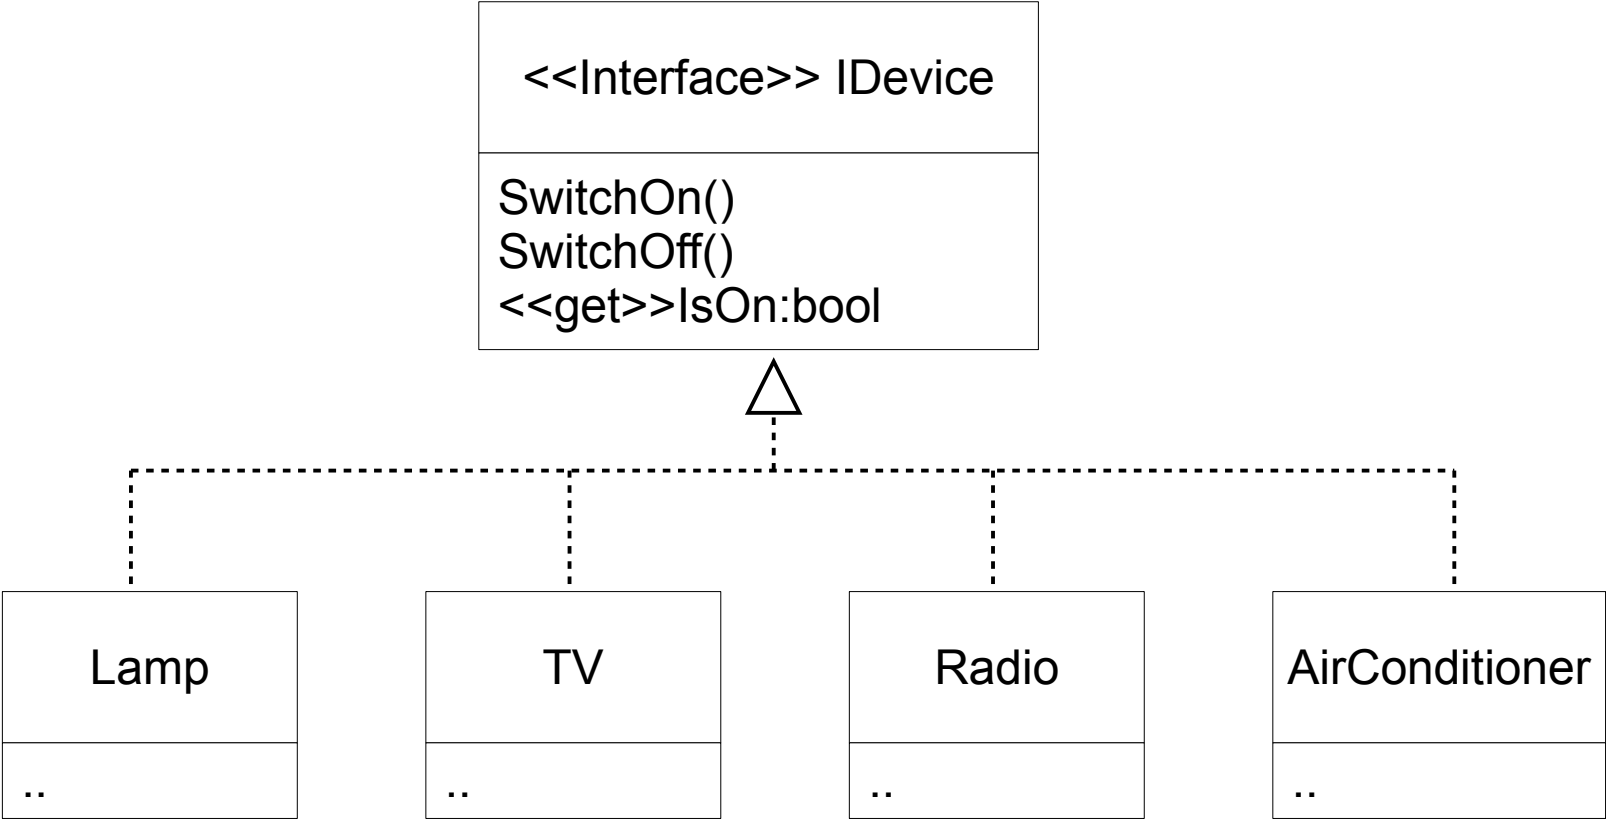 <<Interface>> IDevice
SwitchOn()
SwitchOff()
<<get>>IsOn:bool
Lamp
TV
Radio
AirConditioner
..
..
..
..